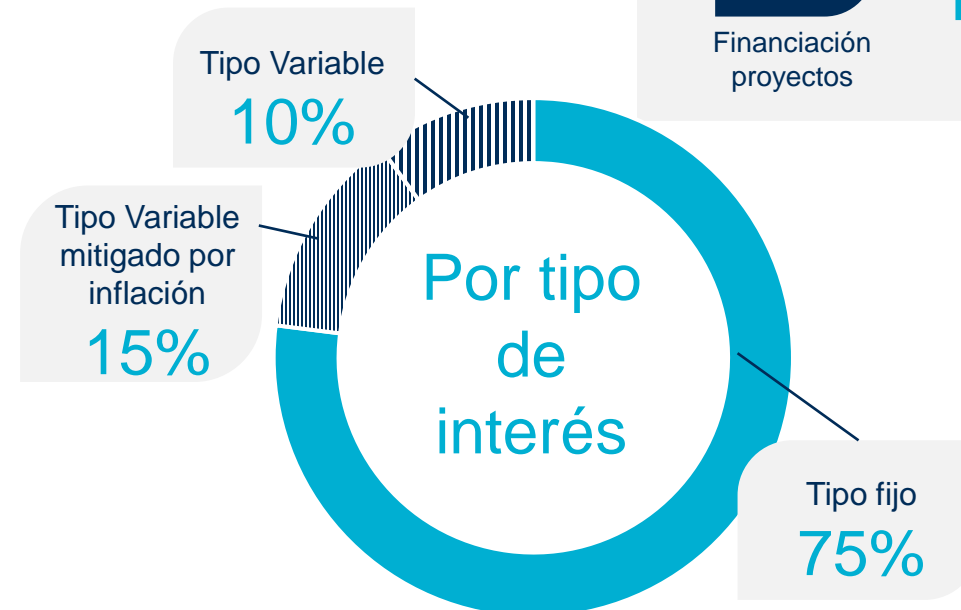 Financiación
proyectos
Tipo Variable
10%
Tipo Variable
mitigado por
inflación
15%
Por tipo
de
interés
Tipo fijo
75%